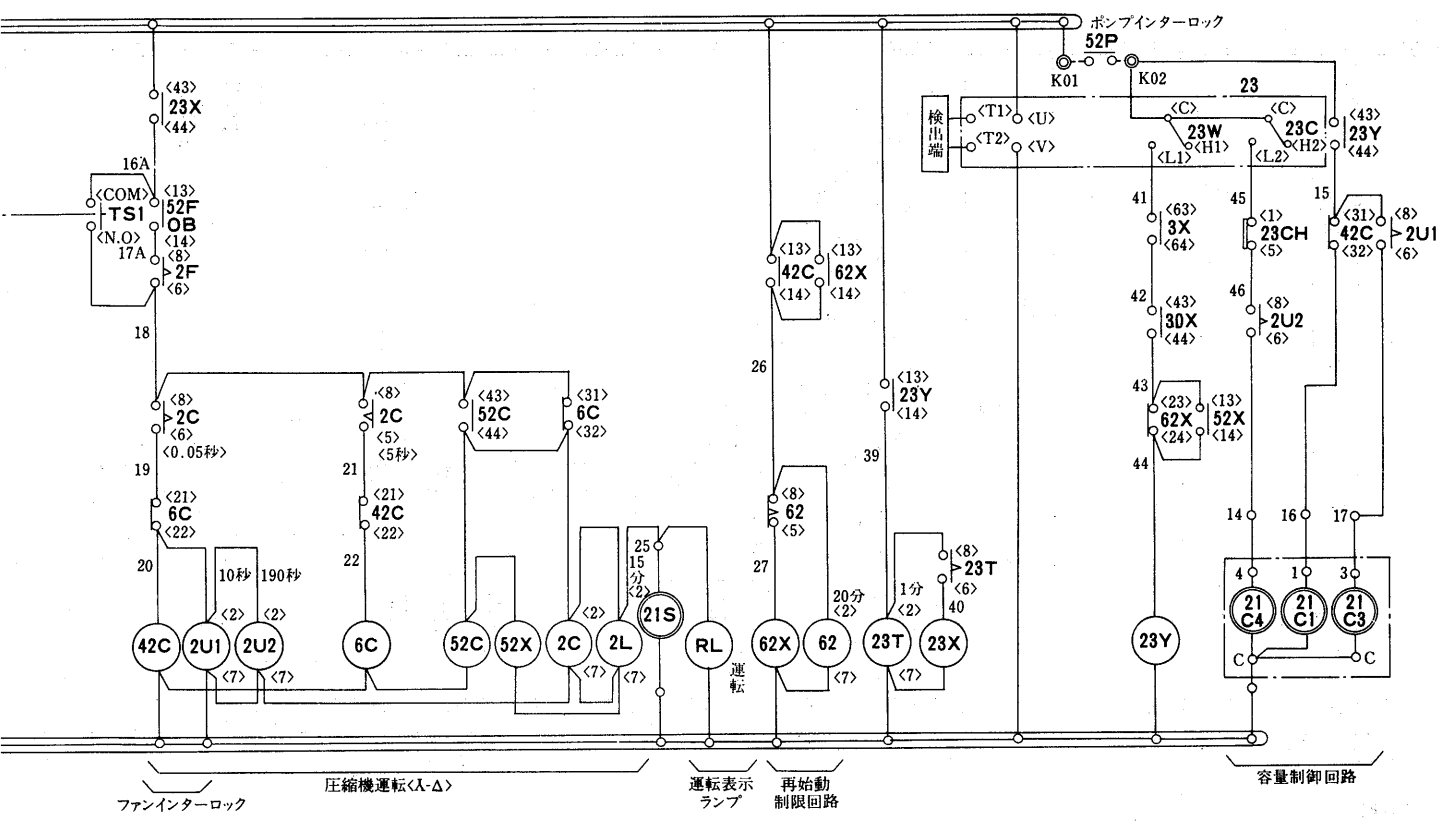 ポンプインターロック
52P
K01
K02
23
<43>
23X
<44>
検出端
<T1>
<U>
<T2>
<V>
<C>
23W
<H1>
<L1>
<C>
23C
<H2>
<L2>
<43>
23Y
<44>
16A
<COM>
TS1
<N.O>
17A
<13>
52F
OB
<14>
<8>
2F
<6>
18
41
<63>
3X
<64>
45
<1>
23CH
<5>
15
<31>
42C
<32>
<8>
2U1
<6>
<13>
42C
<14>
<13>
62X
<14>
42
<43>
30X
<44>
46
<8>
2U2
<6>
26
<8>
2C
<6>
<0.05秒>
<8>
2C
<5>
<5秒>
<43>
52C
<44>
<31>
6C
<32>
<13>
23Y
<14>
43
<23>
62X
<24>
<13>
52X
<14>
19
21
39
44
<21>
6C
<22>
<21>
42C
<22>
<8>
62
<5>
14
16
17
20
10秒
190秒
22
25
15分
<2>
27
20分
<2>
1分
<2>
<8>
23T
<6>
40
4
1
3
<2>
<2>
<2>
42C
2U1
2U2
6C
52C
52X
2C
2L
21S
RL
62X
62
23T
23X
23Y
21
C4
21
C1
21
C3
<7>
<7>
<7>
<7>
運転
<7>
<7>
C
C
圧縮機運転<人-Δ>
運転表示
ランプ
再始動
制限回路
容量制御回路
ファンインターロック